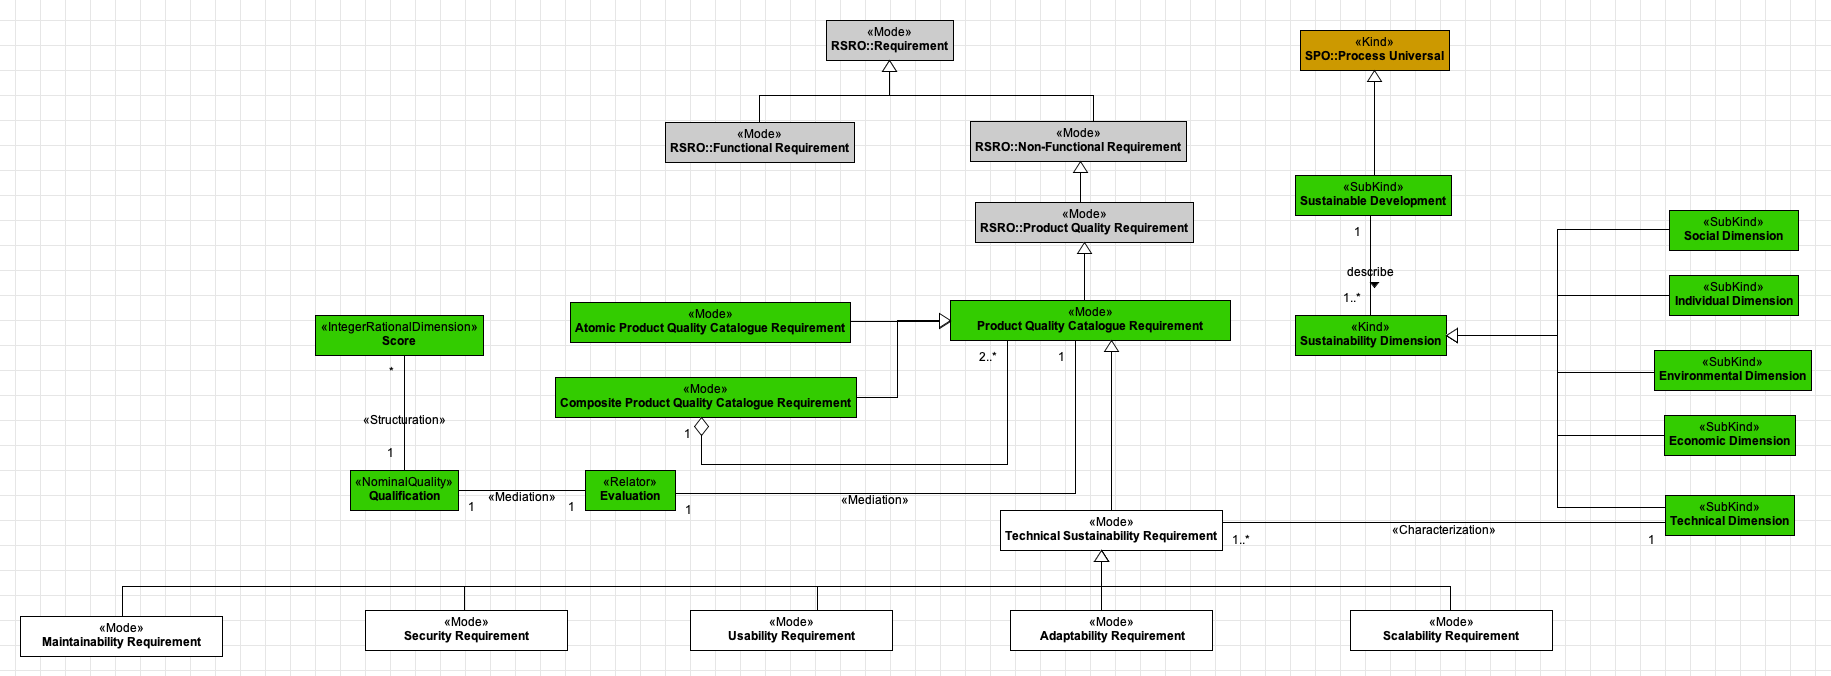 «Mode»
RSRO::Requirement
«Kind»
SPO::Process Universal
«Mode»
RSRO::Functional Requirement
«Mode»
RSRO::Non-Functional Requirement
«Mode»
RSRO::Product Quality Requirement
«SubKind»
Sustainable Development
1
describe
1..*
«Kind»
Sustainability Dimension
«SubKind»
Social Dimension
«SubKind»
Individual Dimension
«SubKind»
Environmental Dimension
«SubKind»
Economic Dimension
«SubKind»
Technical Dimension
«IntegerRationalDimension»
Score
*
«Structuration»
1
«Mode»
Atomic Product Quality Catalogue Requirement
«Mode»
Product Quality Catalogue Requirement
2..*
1
«Mode»
Composite Product Quality Catalogue Requirement
1
«NominalQuality»
Qualification
1
«Mediation»
1
«Relator»
Evaluation
1
«Mediation»
«Mode»
Technical Sustainability Requirement
1..*
«Characterization»
1
«Mode»
Maintainability Requirement
«Mode»
Security Requirement
«Mode»
Usability Requirement
«Mode»
Adaptability Requirement
«Mode»
Scalability Requirement